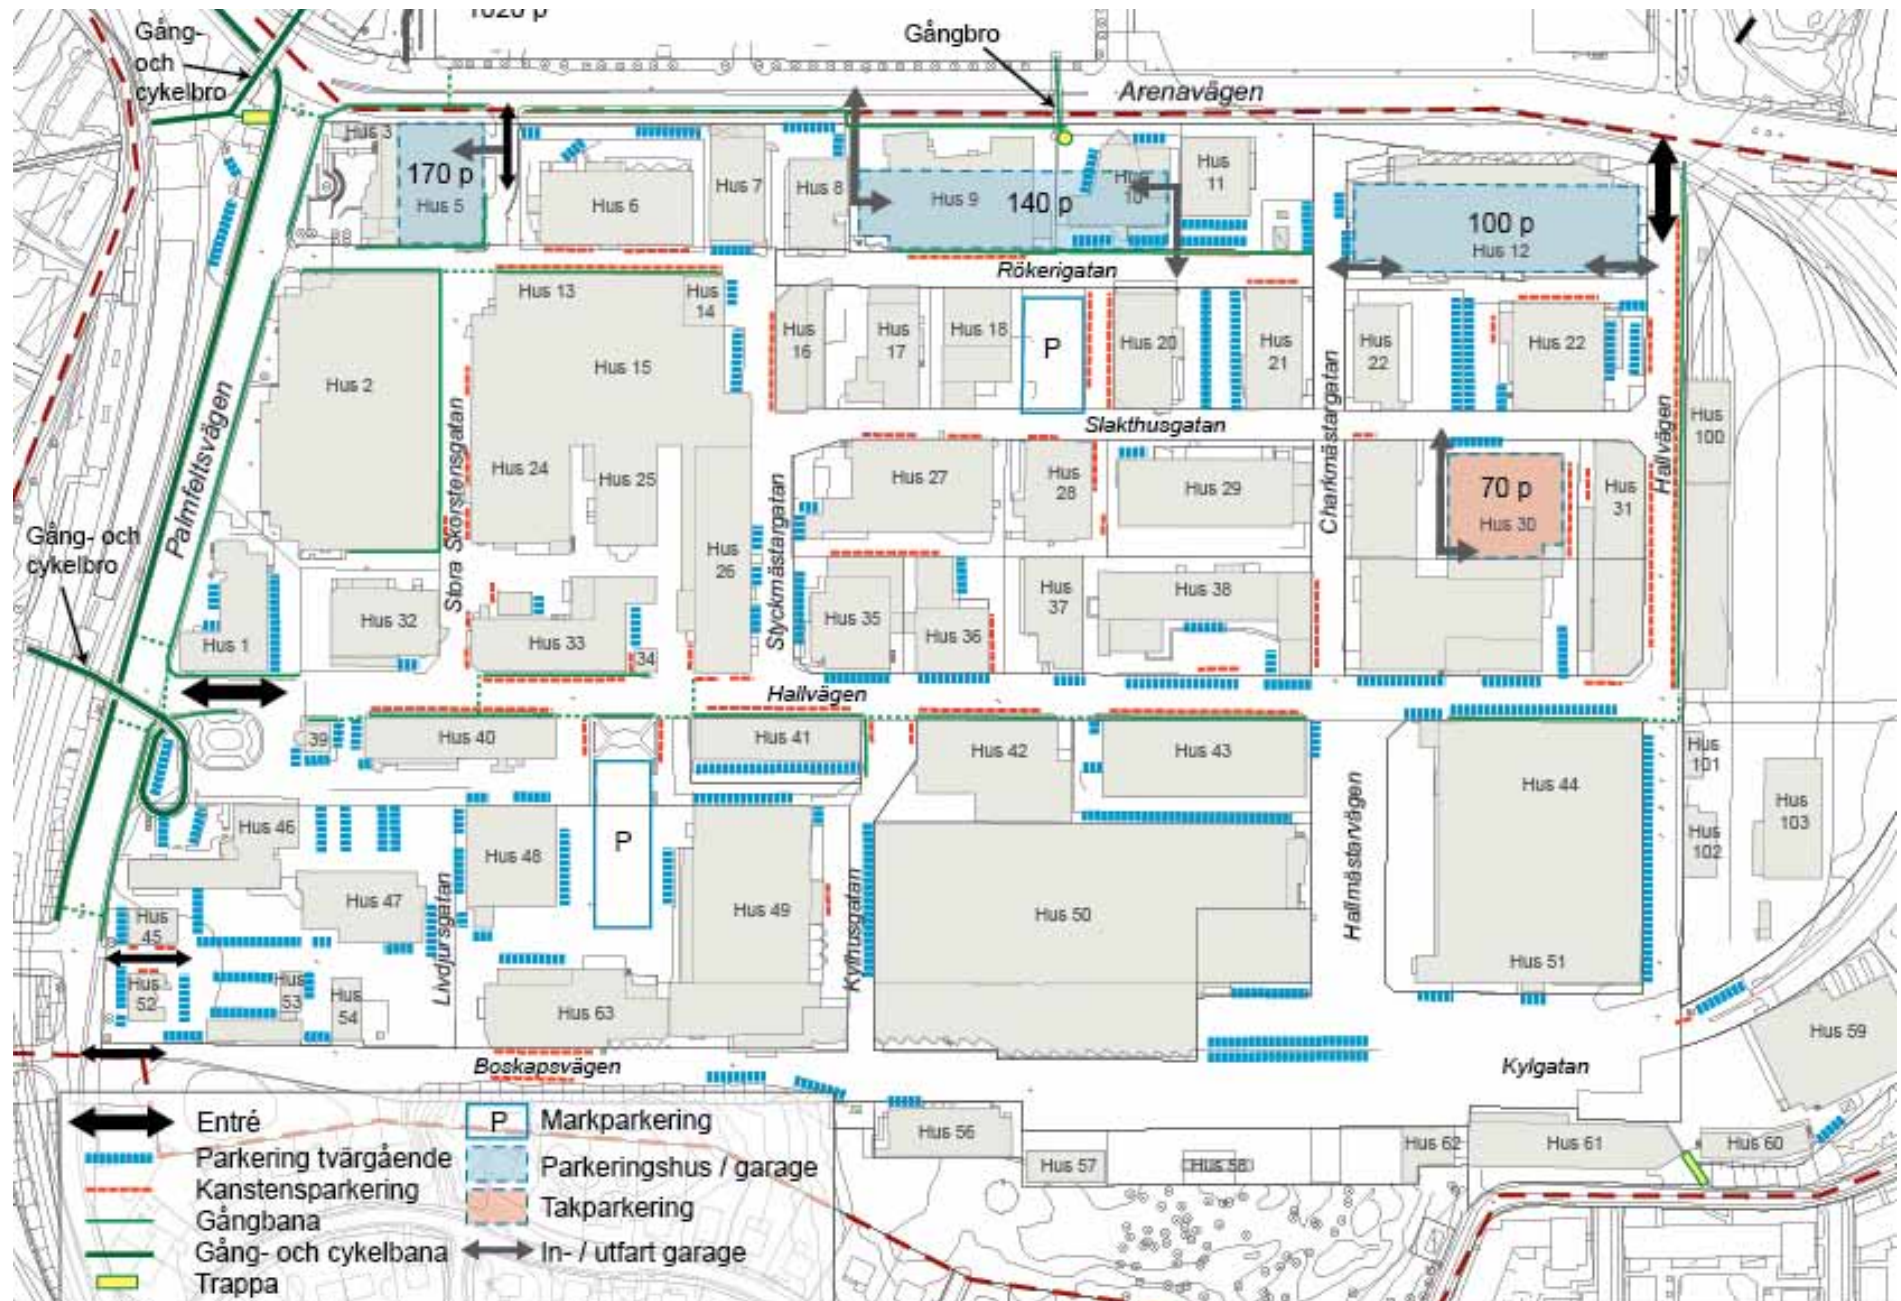 Gång-
och
cykelbro
Gångbro
Arenavägen
Hus 3
170 p
Hus 5
Hus 6
Hus 7
Hus 8
Hus 9
140 p
Hus
10
Hus
11
100 p
Hus 12
Rökerigatan
Hus 2
Hus 13
Hus
14
Hus 15
Hus
16
Hus
17
Hus 18
P
Hus 20
Hus
21
Hus
22
Hus 22
Hus
100
Palmfeltsvägen
Stora Skorstensgatan
Slakthusgatan
Charkmästargatan
Hallvägen
Hus 24
Hus 25
Hus
26
Styckmästargatan
Hus 27
Hus
28
Hus 29
70 p
Hus 30
Hus
31
Gång- och
cykelbro
Hus 1
Hus 32
Hus 33
34
Hus 35
Hus 36
Hus
37
Hus 38
Hallvägen
39
Hus 40
Hus 41
Hus 42
Hus 43
Hus 44
Hus
101
Hus
102
Hus
103
Hus 46
Hus 47
Hus 48
P
Hus 49
Hus 50
Hus
45
Hus
52
Hus
53
Hus
54
Livdjursgatan
Kylhusgatan
Hallmästarvägen
Hus 51
Hus 63
Hus 59
Boskapsvägen
Kylgatan
Hus 56
Hus 57
Hus 58
Hus 62
Hus 61
Hus 60
Entré
Parkering tvärgående
Kanstensparkering
Gångbana
Gång- och cykelbana
Trappa
P
Markparkering
Parkeringshus / garage
Takparkering
In- / utfart garage